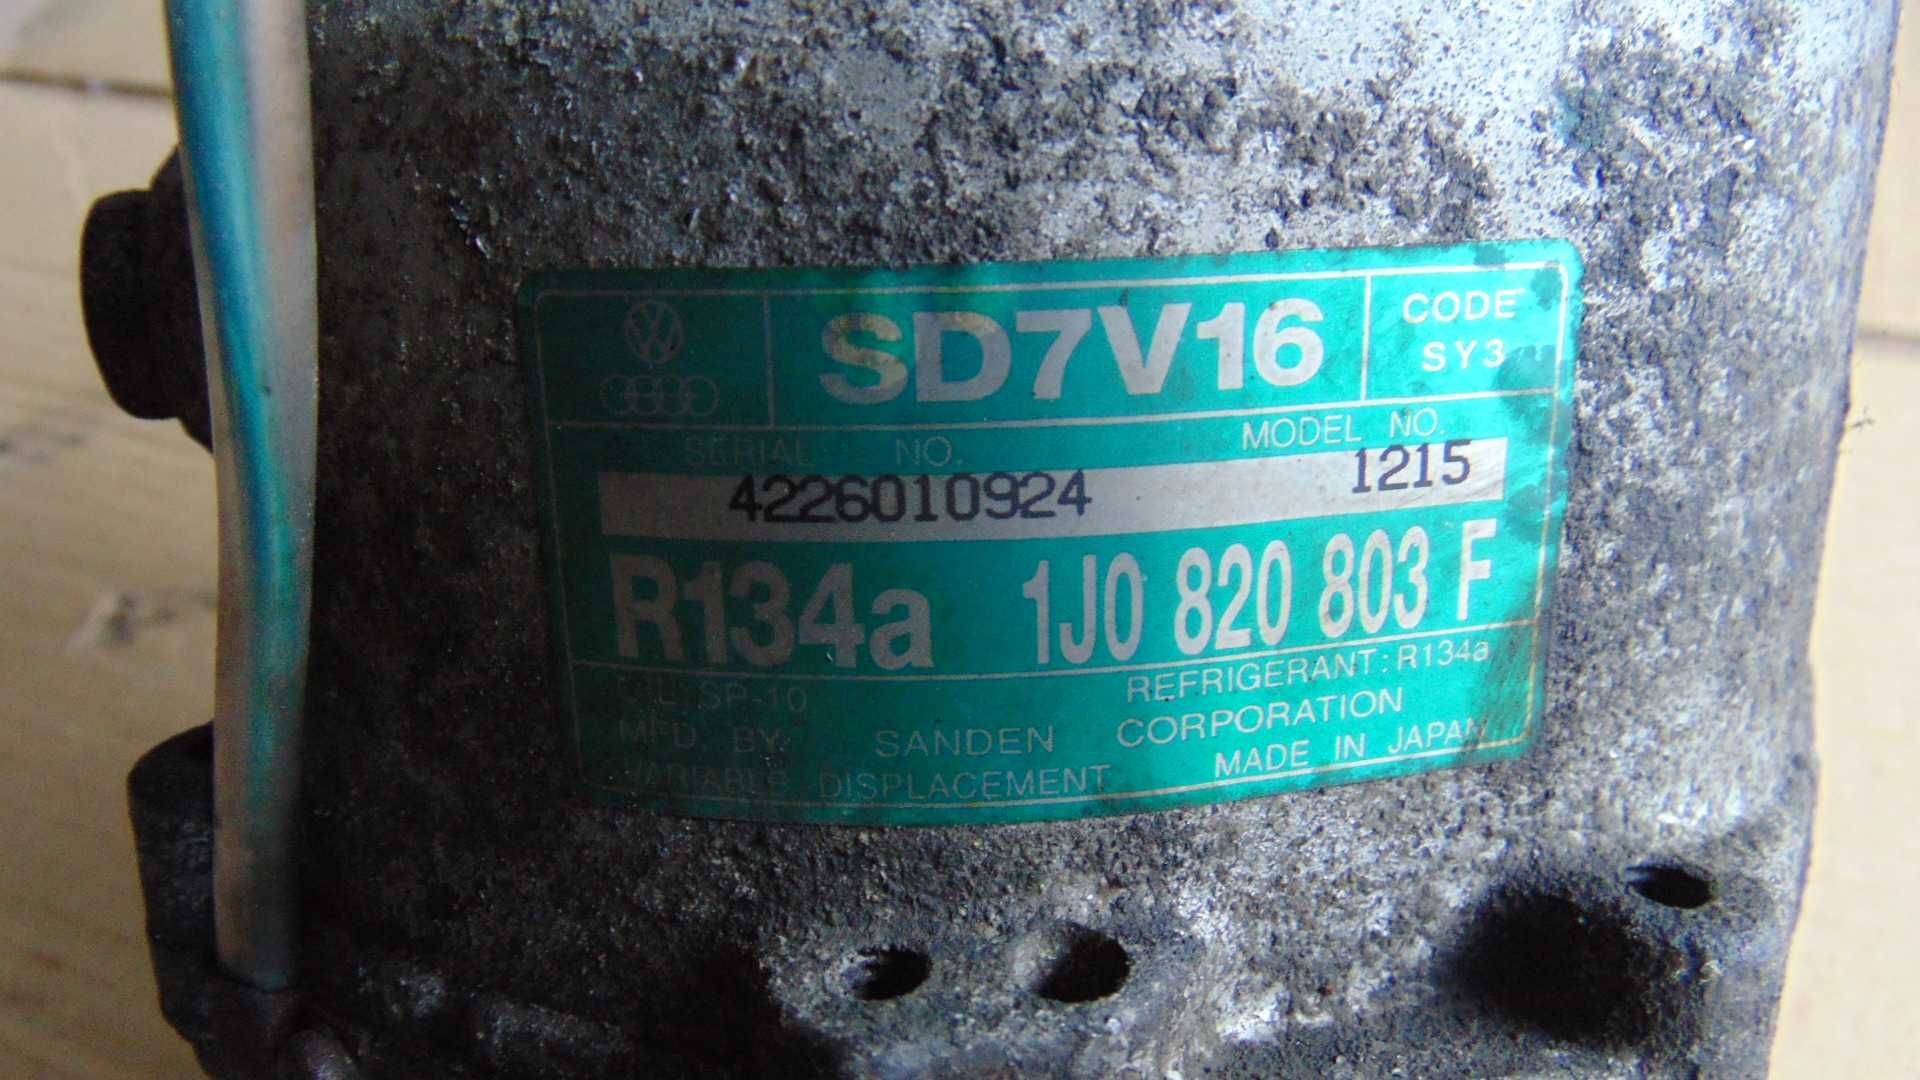 SD7V16
CODE
SY3
SERIAL NO.
MODEL NO.
4226010924
1215
R134a 1J0 820 803 F
OIL: SP-10
REFRIGERANT: R134a
MFD. BY: SANDEN CORPORATION
VARIABLE DISPLACEMENT
MADE IN JAPAN